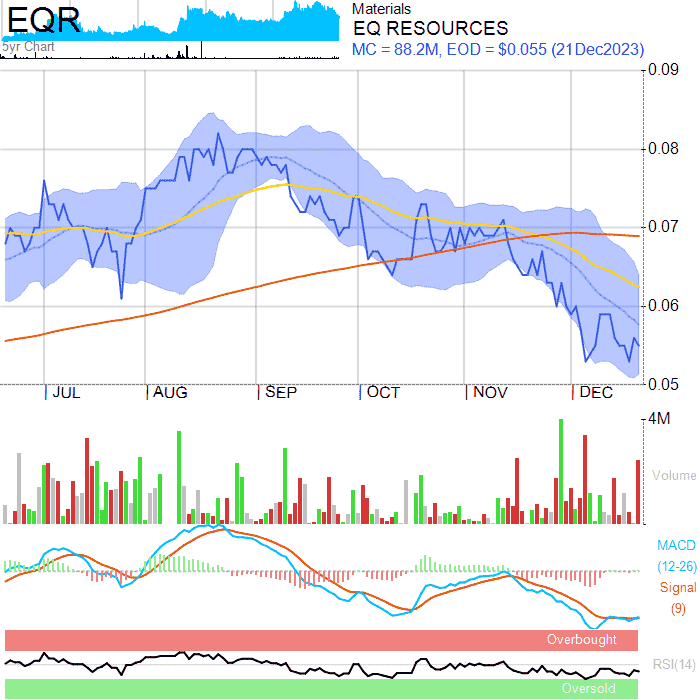 EQR
5yr Chart
Materials
EQ RESOURCES
MC = 88.2M, EOD = $0.055 (21Dec2023)
0.09
0.08
0.07
0.06
0.05
JUL AUG SEP OCT NOV DEC
4M
Volume
MACD
(12-26)
Signal
(9)
Overbought
RSI(14)
Oversold